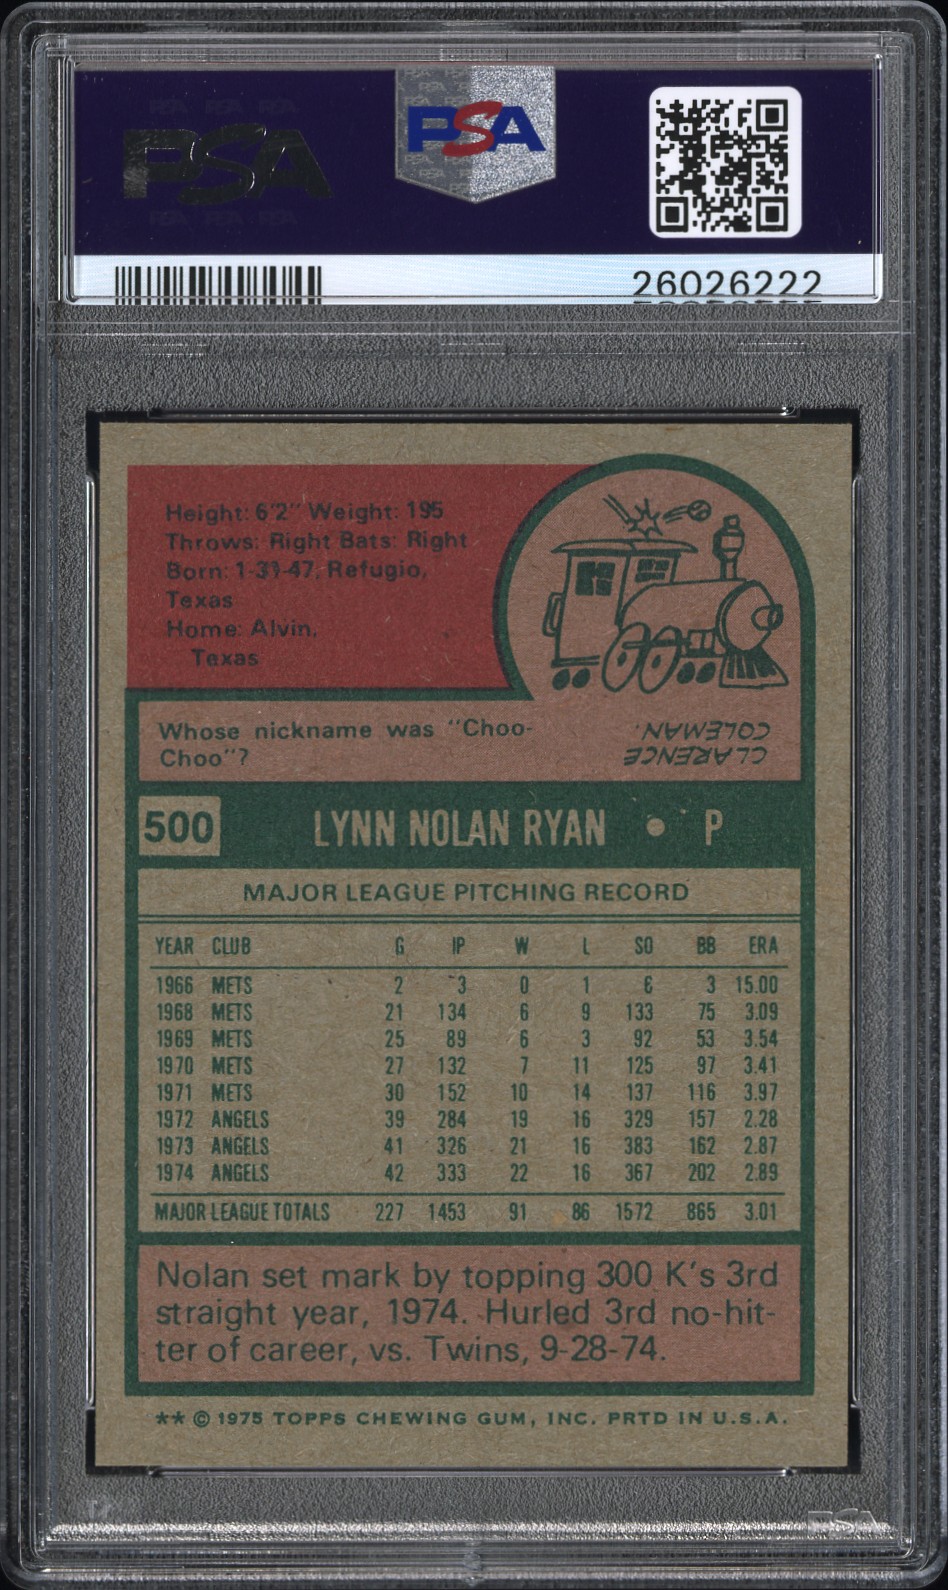 PSA
PSA
26026222
Height: 6'2" Weight: 195
Throws: Right Bats: Right
Born: 1-31-47, Refugio,
Texas
Home: Alvin,
Texas
Whose nickname was "Choo-
Choo"?
CLARENCE
COLEMAN.
500 LYNN NOLAN RYAN • P
MAJOR LEAGUE PITCHING RECORD
YEAR CLUB G IP W L SO BB ERA
1966 METS 2 3 0 1 6 3 15.00
1968 METS 21 134 6 9 133 75 3.09
1969 METS 25 89 6 3 92 53 3.54
1970 METS 27 132 7 11 125 97 3.41
1971 METS 30 152 10 14 137 116 3.97
1972 ANGELS 39 284 19 16 329 157 2.28
1973 ANGELS 41 326 21 16 383 162 2.87
1974 ANGELS 42 333 22 16 367 202 2.89
MAJOR LEAGUE TOTALS 227 1453 91 86 1572 865 3.01
Nolan set mark by topping 300 K's 3rd
straight year, 1974. Hurled 3rd no-hit-
ter of career, vs. Twins, 9-28-74.
** © 1975 TOPPS CHEWING GUM, INC. PRTD IN U.S.A.
PSA